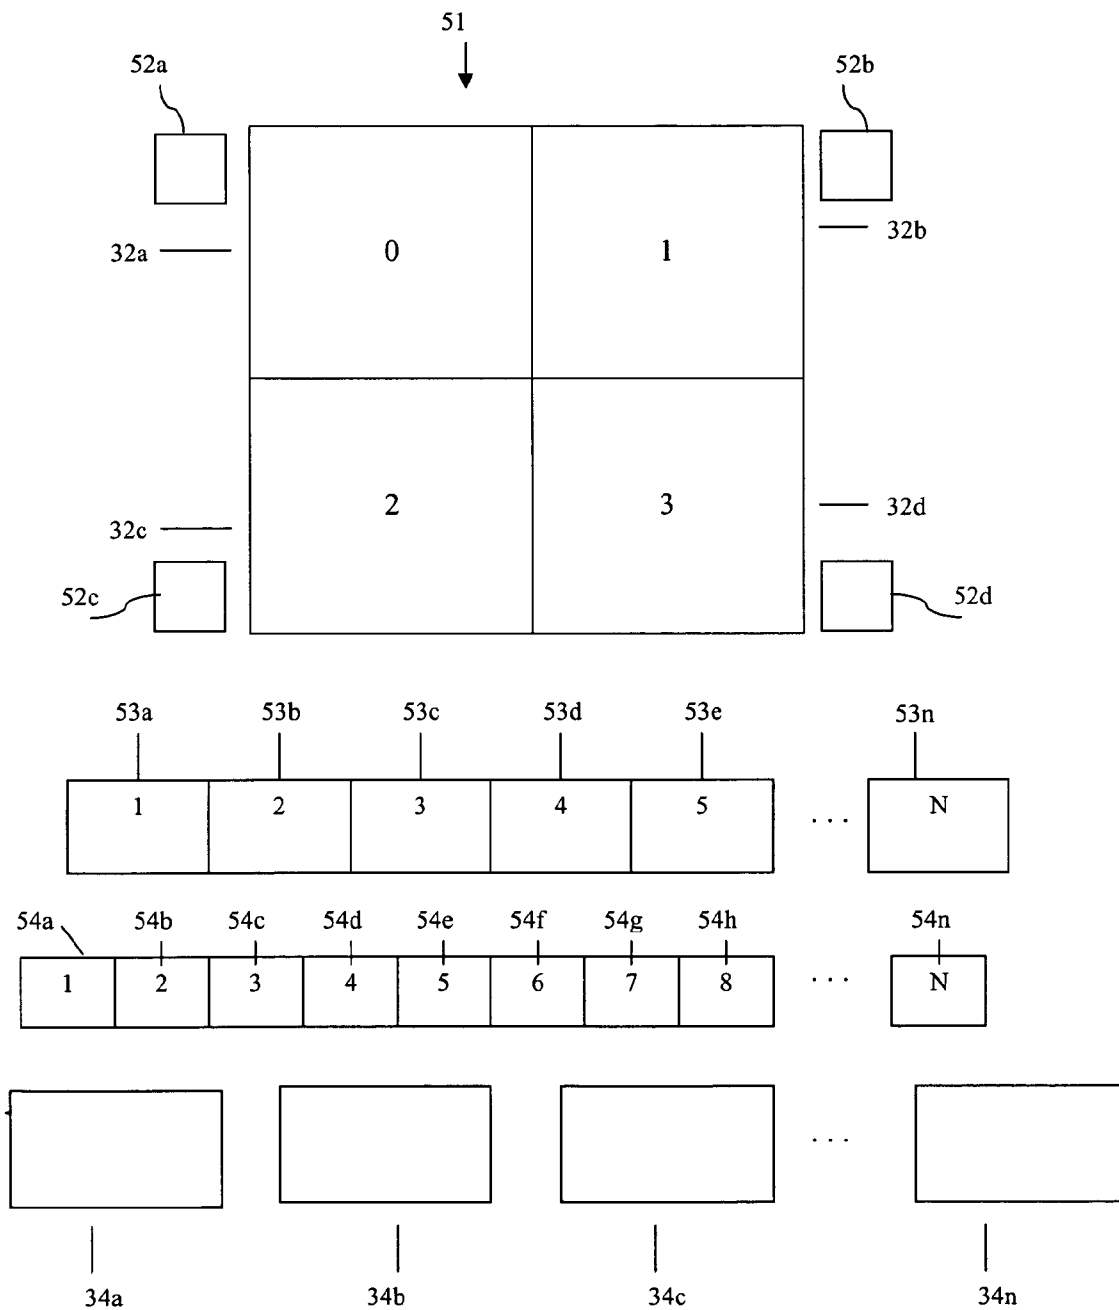 51
52a 52b
0 1
32a 32b
2 3
32c 32d
52c 52d
53a 53b 53c 53d 53e 53n
1 2 3 4 5 ... N
54a 54b 54c 54d 54e 54f 54g 54h 54n
1 2 3 4 5 6 7 8 ... N
...
34a 34b 34c 34n